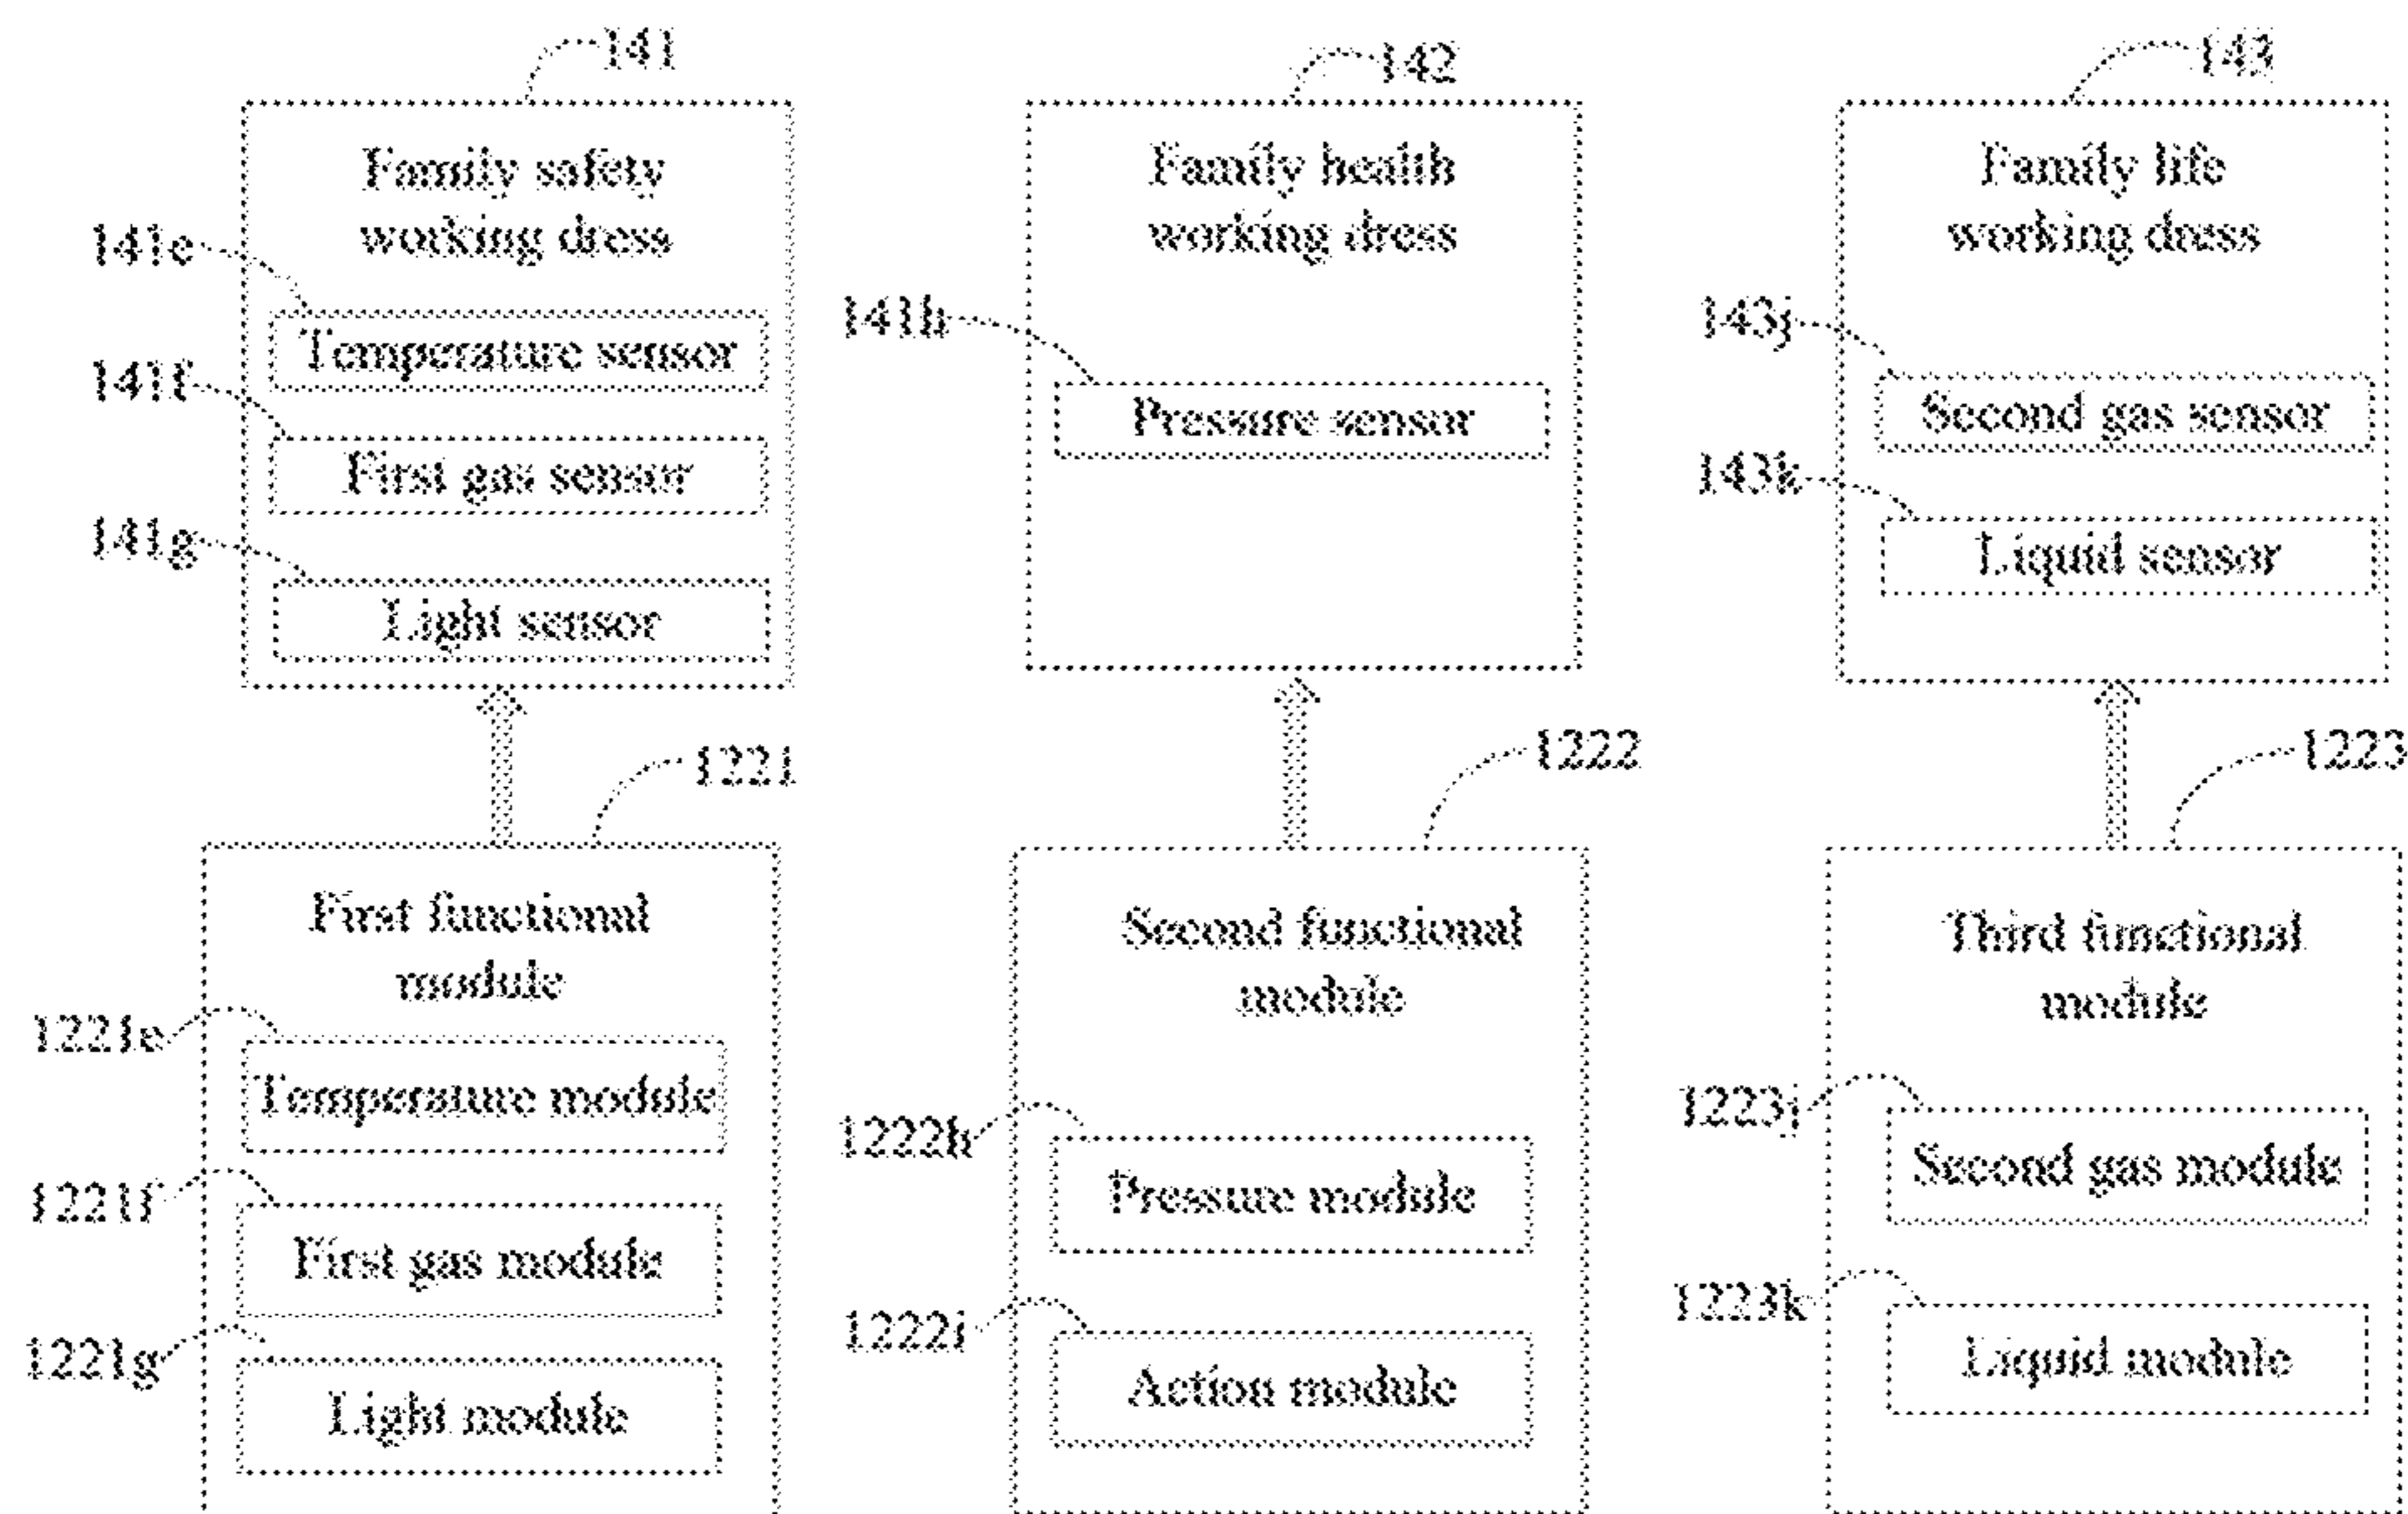 141
142
143
Family safety
working dress
Family health
working dress
Family life
working dress
141e
Temperature sensor
141f
First gas sensor
141g
Light sensor
141h
Pressure sensor
143j
Second gas sensor
143k
Liquid sensor
1221
1222
1223
First functional
module
1221e
Temperature module
1221f
First gas module
1221g
Light module
Second functional
module
1222h
Pressure module
1222i
Action module
Third functional
module
1223j
Second gas module
1223k
Liquid module